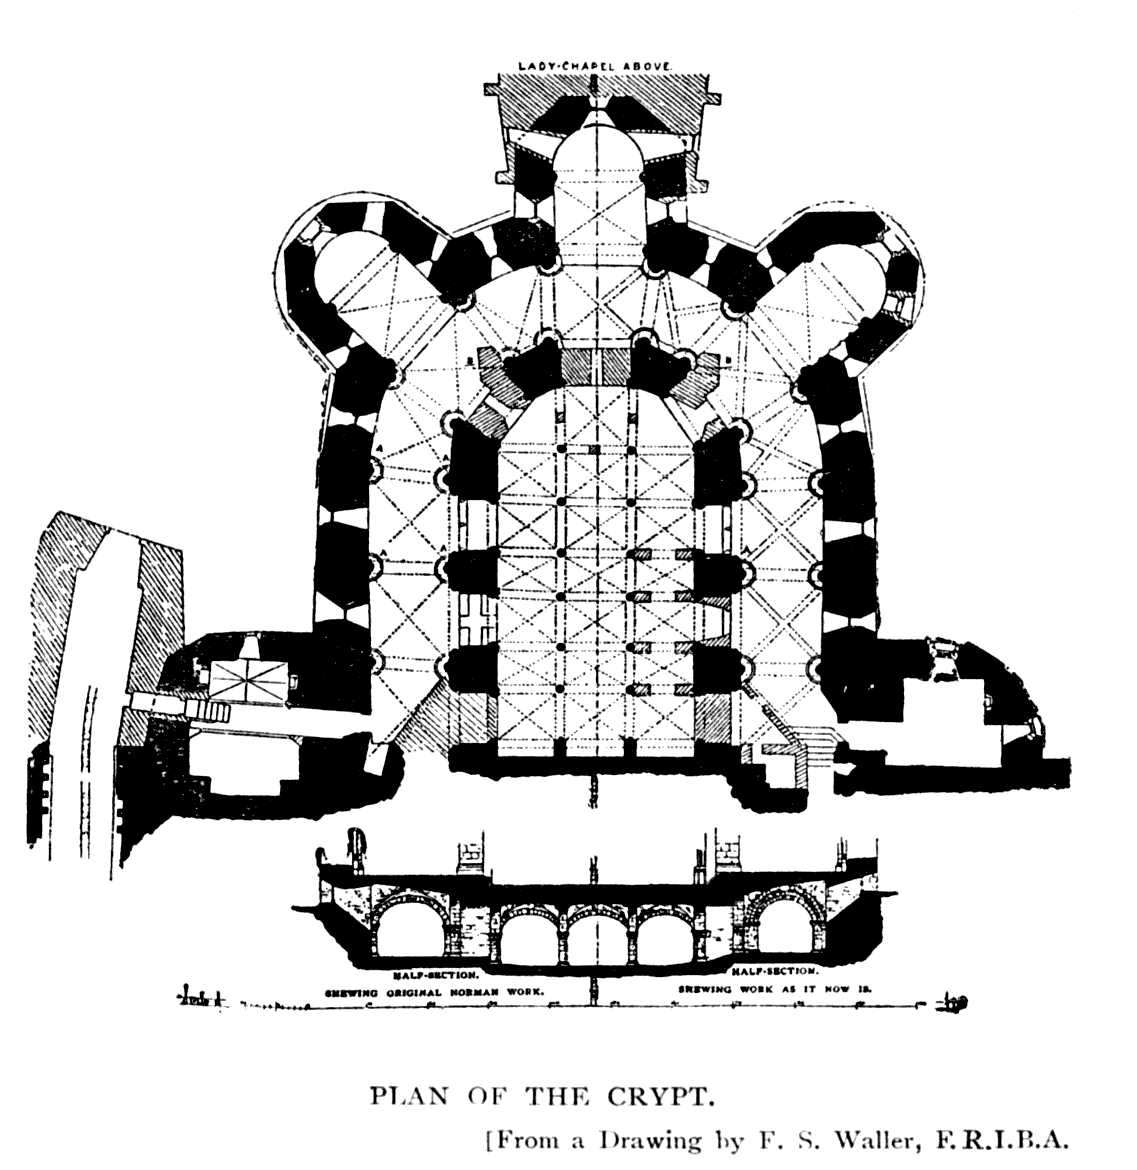 LADY-CHAPEL ABOVE.
B
B
A
A
A
A
A
HALF-SECTION.
SHEWING ORIGINAL NORMAN WORK.
HALF-SECTION.
SHEWING WORK AS IT NOW IS.
PLAN OF THE CRYPT.
[From a Drawing by F. S. Waller, F.R.I.B.A.